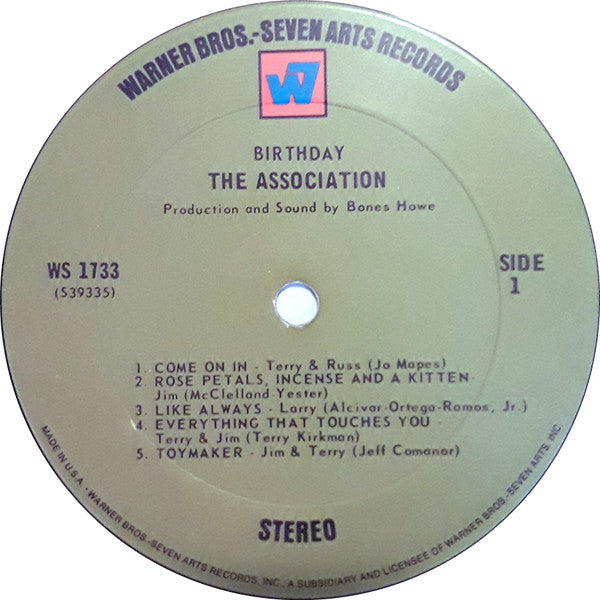 WARNER BROS.-SEVEN ARTS RECORDS
W7
BIRTHDAY
THE ASSOCIATION
Production and Sound by Bones Howe
WS 1733
(S39335)
SIDE
1
1. COME ON IN - Terry & Russ (Jo Mapes)
2. ROSE PETALS, INCENSE AND A KITTEN-
Jim (McClelland-Yester)
3. LIKE ALWAYS - Larry (Alcivar-Ortega-Ramos, Jr.)
4. EVERYTHING THAT TOUCHES YOU -
Terry & Jim (Terry Kirkman)
5. TOYMAKER - Jim & Terry (Jeff Comanor)
STEREO
MADE IN U.S.A. • WARNER BROS.-SEVEN ARTS RECORDS, INC., A SUBSIDIARY AND LICENSEE OF WARNER BROS.-SEVEN ARTS, INC.